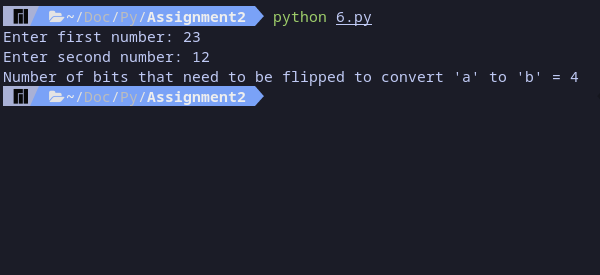 ~/Doc/Py/Assignment2 python 6.py
Enter first number: 23
Enter second number: 12
Number of bits that need to be flipped to convert 'a' to 'b' = 4
~/Doc/Py/Assignment2